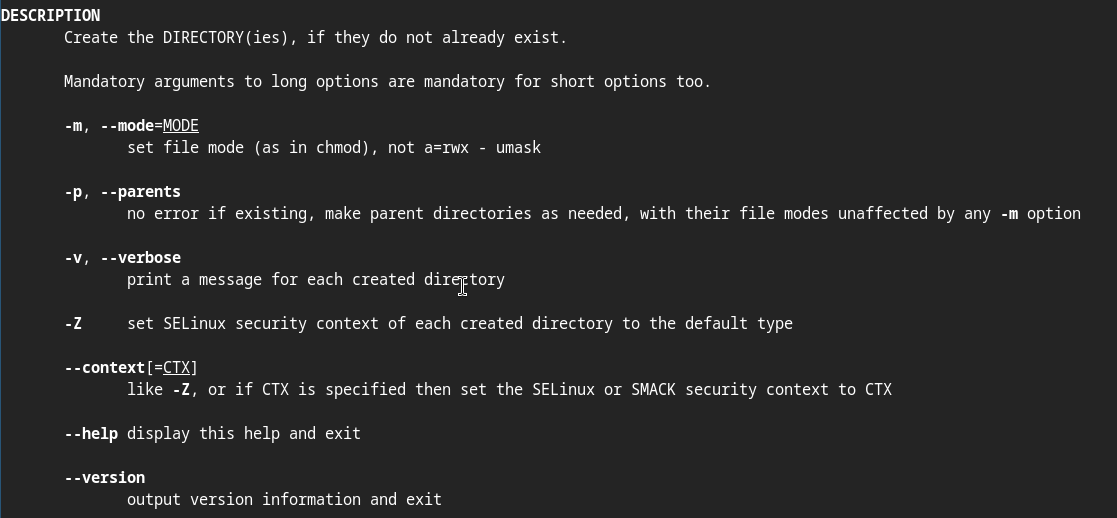 DESCRIPTION
Create the DIRECTORY(ies), if they do not already exist.
Mandatory arguments to long options are mandatory for short options too.
-m, --mode=MODE
set file mode (as in chmod), not a=rwx - umask
-p, --parents
no error if existing, make parent directories as needed, with their file modes unaffected by any -m option
-v, --verbose
print a message for each created directory
-Z     set SELinux security context of each created directory to the default type
--context[=CTX]
like -Z, or if CTX is specified then set the SELinux or SMACK security context to CTX
--help display this help and exit
--version
output version information and exit